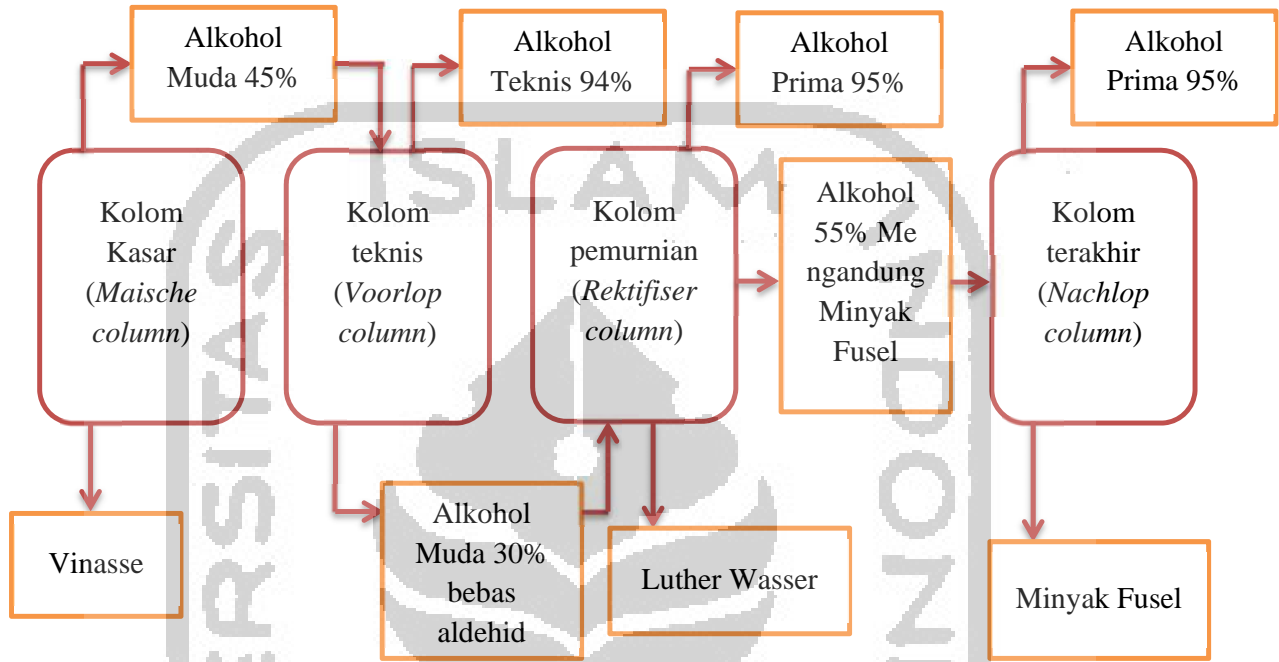 Alkohol
Muda 45%
Alkohol
Teknis 94%
Alkohol
Prima 95%
Alkohol
Prima 95%
Kolom
Kasar
(Maische
column)
Kolom
teknis
(Voorlop
column)
Kolom
pemurnian
(Rektifiser
column)
Alkohol
55% Me
ngandung
Minyak
Fusel
Kolom
terakhir
(Nachlop
column)
Vinasse
Alkohol
Muda 30%
bebas
aldehid
Luther Wasser
Minyak Fusel
ISLAM
ERSITAS